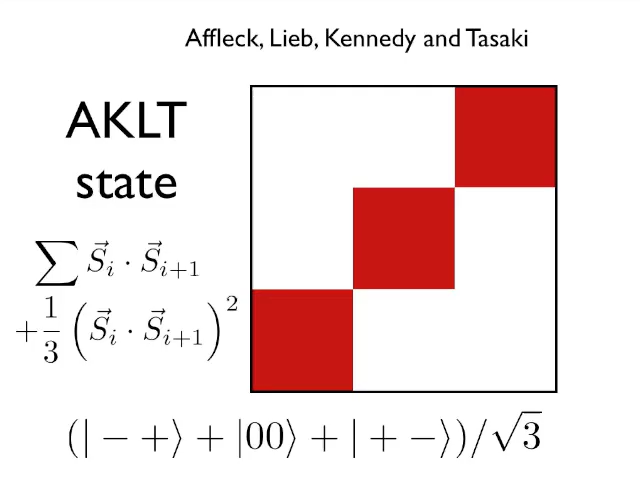 Affleck, Lieb, Kennedy and Tasaki
AKLT
state
∑ S⃗ᵢ · S⃗ᵢ₊₁
+1/3 (S⃗ᵢ · S⃗ᵢ₊₁)²
(| − +⟩ + |00⟩ + | + −⟩)/√3